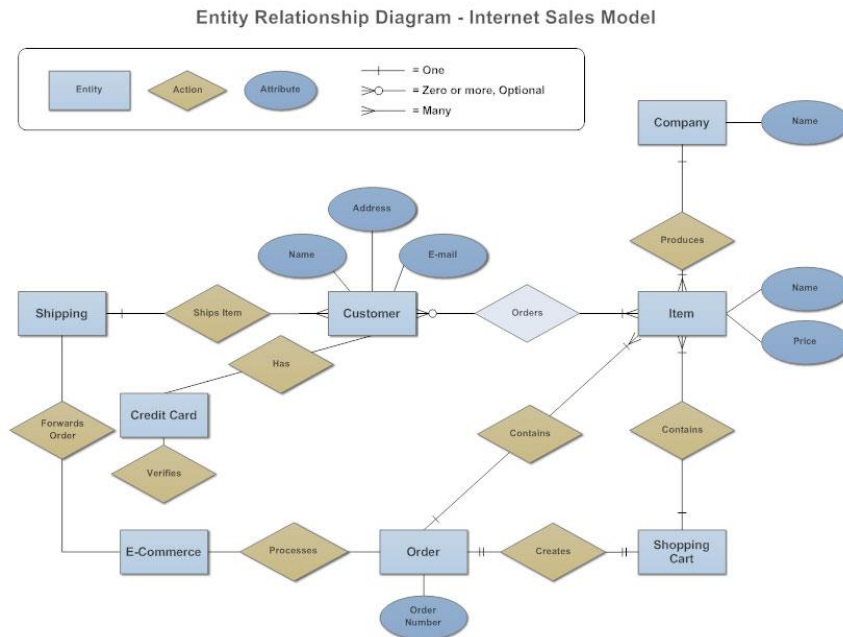 Entity Relationship Diagram - Internet Sales Model
Entity
Action
Attribute
= One
= Zero or more, Optional
= Many
Company
Name
Address
Produces
Name
E-mail
Shipping
Ships Item
Customer
Orders
Item
Name
Price
Has
Credit Card
Forwards
Order
Contains
Contains
Verifies
E-Commerce
Processes
Order
Creates
Shopping
Cart
Order
Number